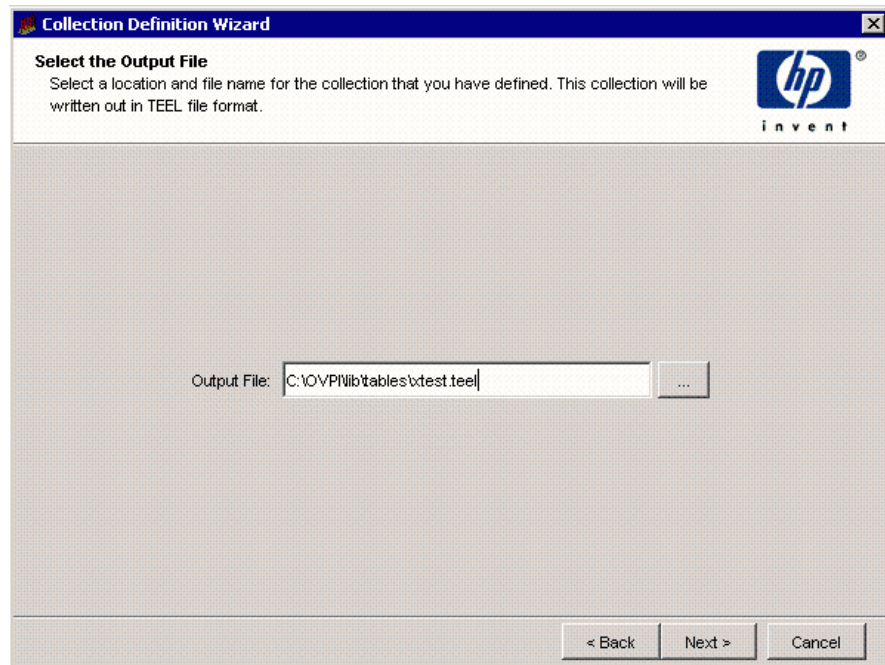 Collection Definition Wizard
Select the Output File
Select a location and file name for the collection that you have defined. This collection will be
written out in TEEL file format.
hp
®
invent
Output File:
C:\OVPI\lib\tables\xtest.teel
...
< Back
Next >
Cancel